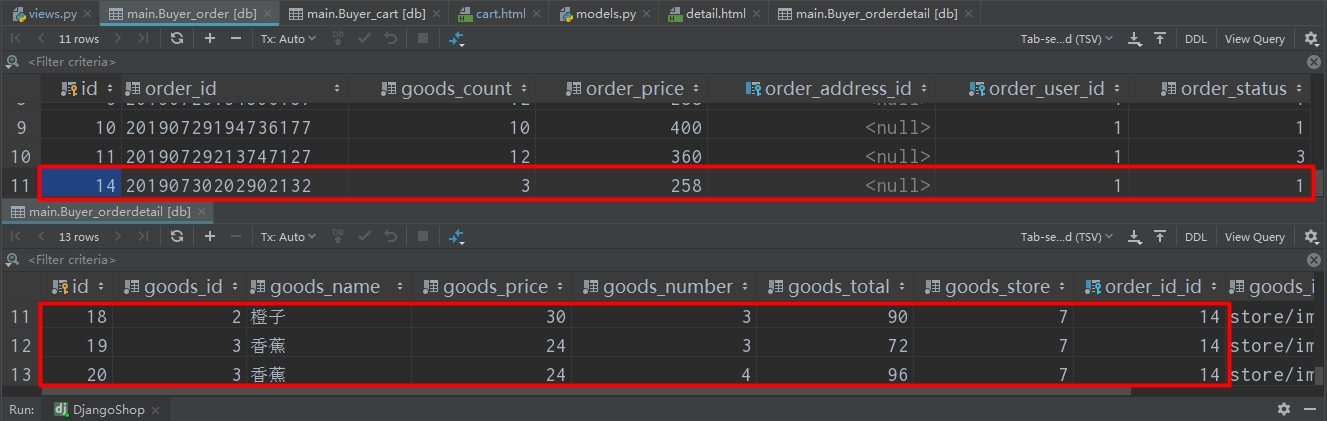 views.py main.Buyer_order [db] main.Buyer_cart [db] cart.html models.py detail.html main.Buyer_orderdetail [db]
11 rows Tx: Auto DB Tab-se...d (TSV) DDL View Query
<Filter criteria>
id order_id goods_count order_price order_address_id order_user_id order_status
9 10 20190729194736177 10 400 <null> 1 1
10 11 20190729213747127 12 360 <null> 1 3
11 14 20190730202902132 3 258 <null> 1 1
main.Buyer_orderdetail [db]
13 rows Tx: Auto DB Tab-se...d (TSV) DDL View Query
<Filter criteria>
id goods_id goods_name goods_price goods_number goods_total goods_store order_id_id goods_i
11 18 2 橙子 30 3 90 7 14 store/im
12 19 3 香蕉 24 3 72 7 14 store/im
13 20 3 香蕉 24 4 96 7 14 store/im
Run: dj DjangoShop